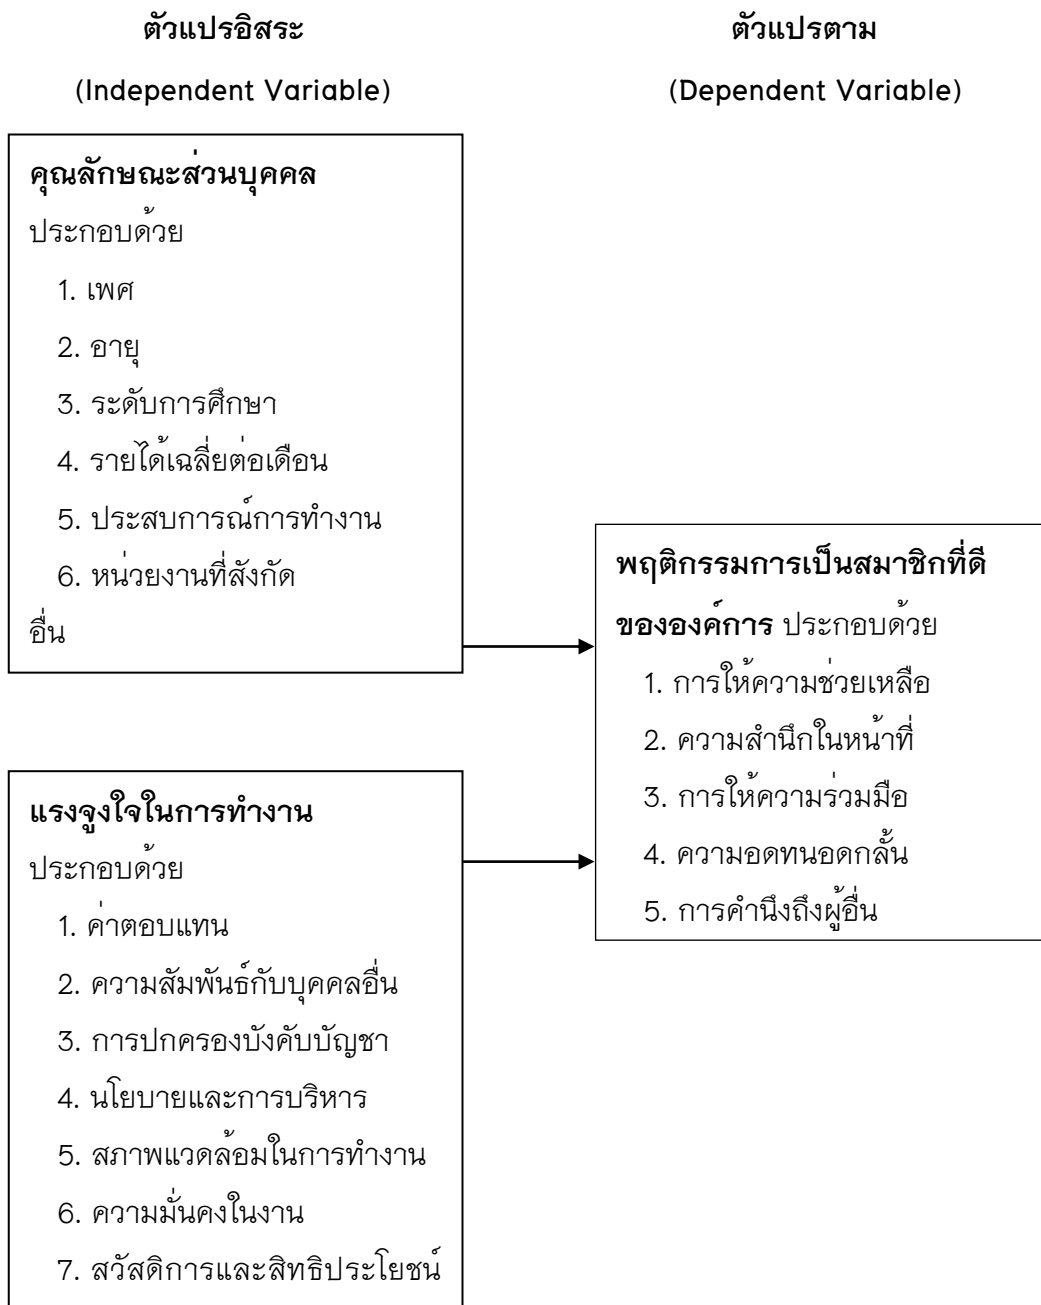 ตัวแปรอิสระ
(Independent Variable)
คุณลักษณะส่วนบุคคล
ประกอบด้วย
1. เพศ
2. อายุ
3. ระดับการศึกษา
4. รายได้เฉลี่ยต่อเดือน
5. ประสบการณ์การทำงาน
6. หน่วยงานที่สังกัด
อื่น
แรงจูงใจในการทำงาน
ประกอบด้วย
1. ค่าตอบแทน
2. ความสัมพันธ์กับบุคคลอื่น
3. การปกครองบังคับบัญชา
4. นโยบายและการบริหาร
5. สภาพแวดล้อมในการทำงาน
6. ความมั่นคงในงาน
7. สวัสดิการและสิทธิประโยชน์
ตัวแปรตาม
(Dependent Variable)
พฤติกรรมการเป็นสมาชิกที่ดี
ขององค์การ ประกอบด้วย
1. การให้ความช่วยเหลือ
2. ความสำนึกในหน้าที่
3. การให้ความร่วมมือ
4. ความอดทนอดกลั้น
5. การคำนึงถึงผู้อื่น